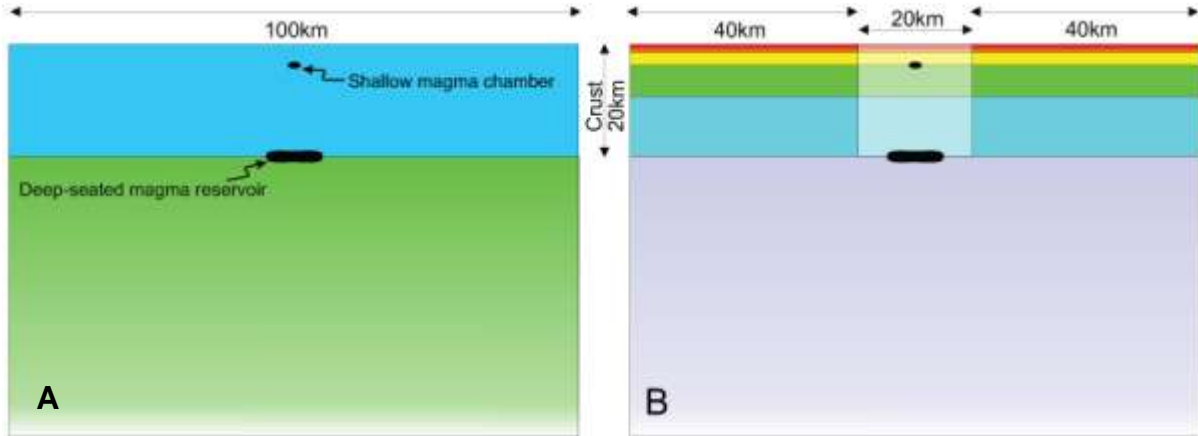 100km
Shallow magma chamber
Deep-seated magma reservoir
A
Crust
20km
40km
20km
40km
B